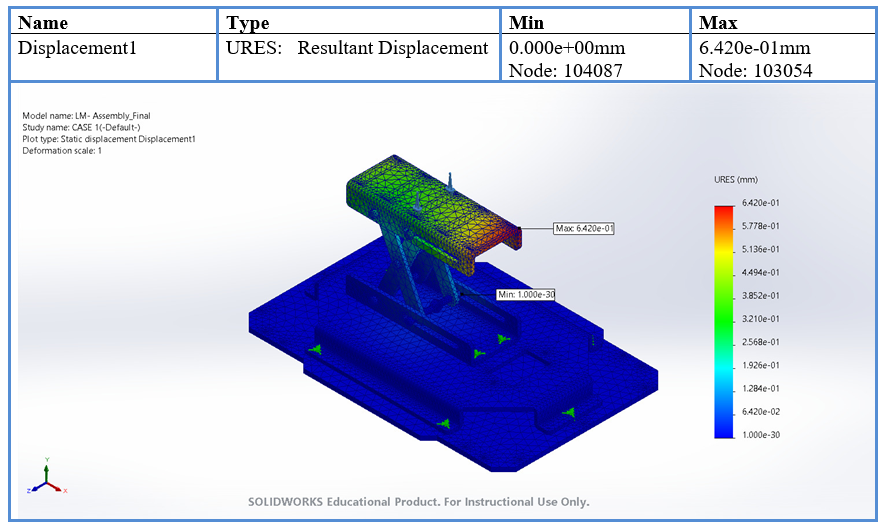 Name Type Min Max
Displacement1 URES: Resultant Displacement 0.000e+00mm 6.420e-01mm
Node: 104087 Node: 103054
Model name: LM- Assembly_Final
Study name: CASE 1(-Default-)
Plot type: Static displacement Displacement1
Deformation scale: 1
URES (mm)
6.420e-01
5.778e-01
5.136e-01
4.494e-01
3.852e-01
3.210e-01
2.568e-01
1.926e-01
1.284e-01
6.420e-02
1.000e-30
Max: 6.420e-01
Min: 1.000e-30
Y
Z
X
SOLIDWORKS Educational Product. For Instructional Use Only.